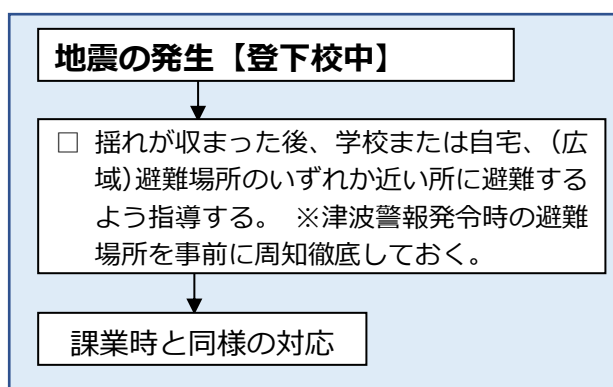 地震の発生【登下校中】
□ 揺れが収まった後、学校または自宅、（広
域）避難場所のいずれか近い所に避難する
よう指導する。 ※津波警報発令時の避難
場所を事前に周知徹底しておく。
課業時と同様の対応